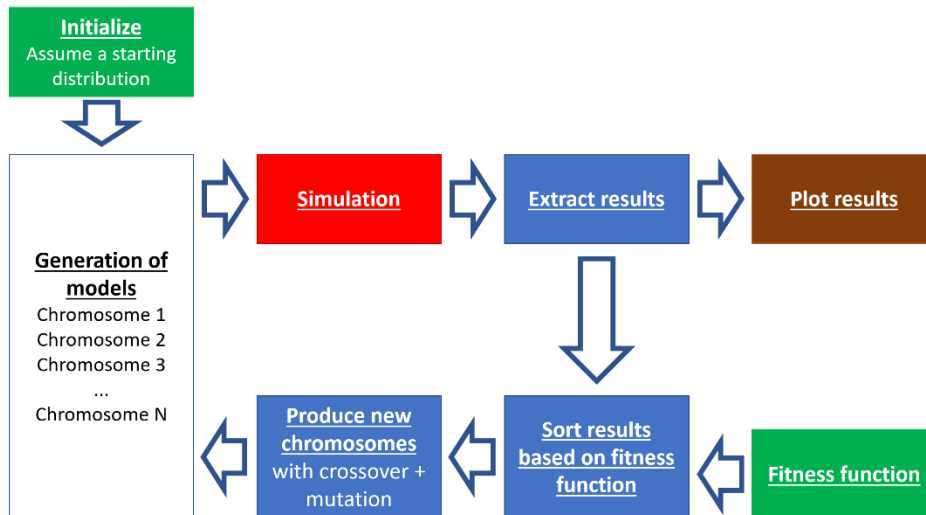 Initialize
Assume a starting
distribution
Simulation
Extract results
Plot results
Generation of
models
Chromosome 1
Chromosome 2
Chromosome 3
...
Chromosome N
Produce new
chromosomes
with crossover +
mutation
Sort results
based on fitness
function
Fitness function